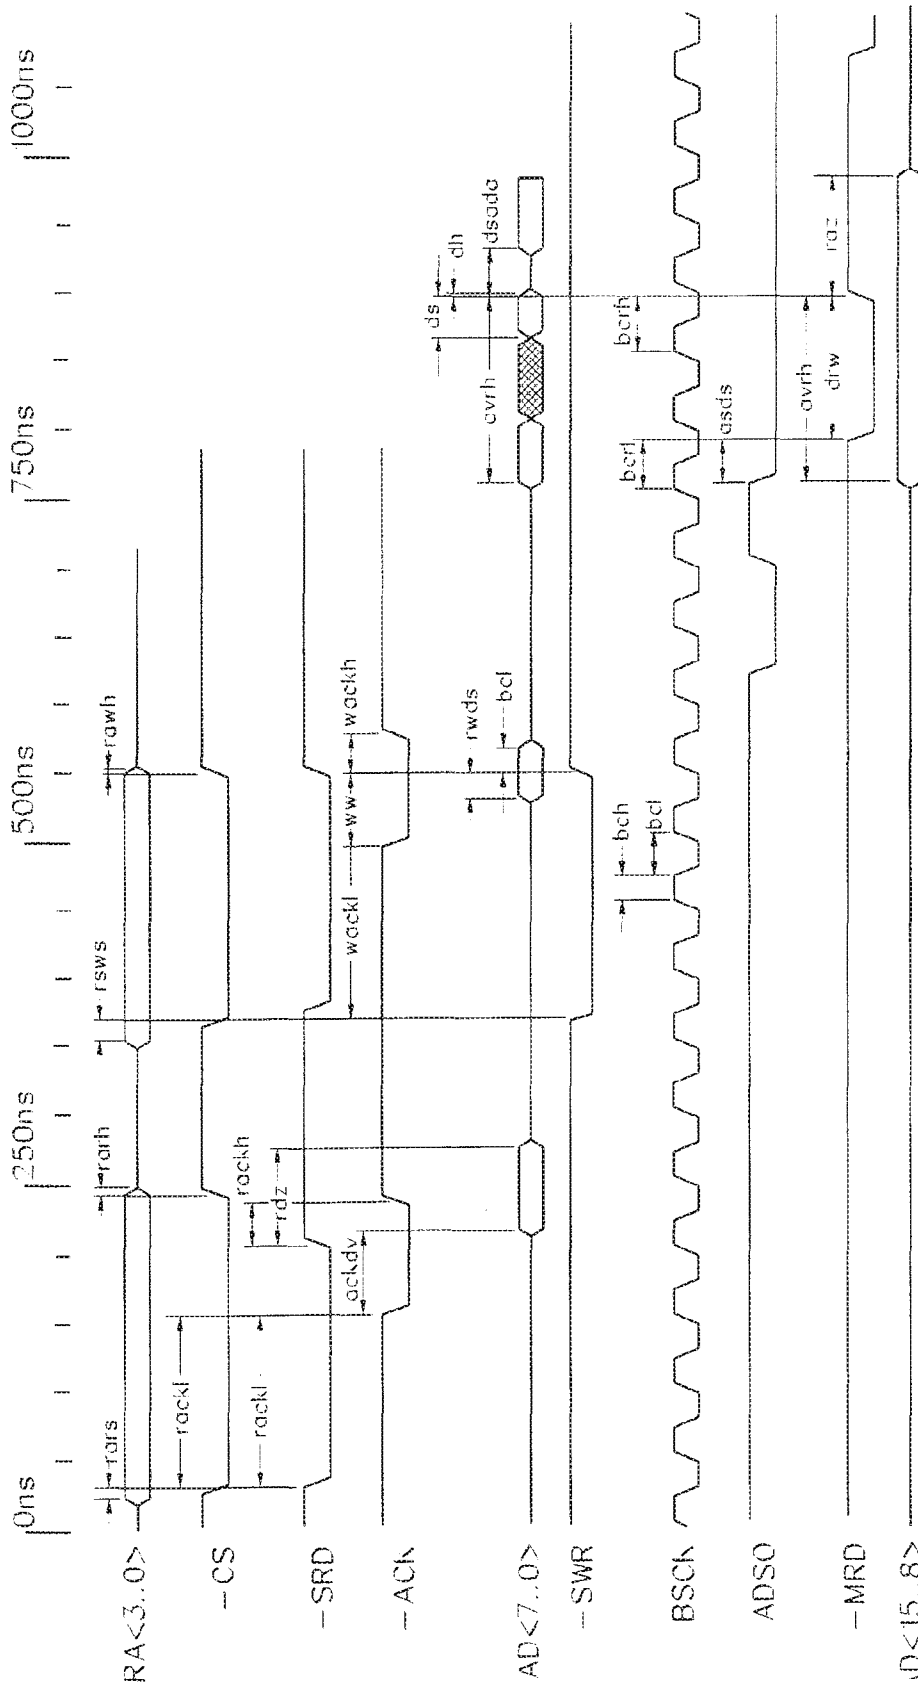 0ns 250ns 500ns 750ns 1000ns
RA<3..0> rars rarh rsws rawh
-CS rackl
-SRD rackl rackh rdz
-ACK ackdv wackl ww wackh
AD<7..0> rwds bcl avrh ds dh dsada
-SWR
BSCK bch bcl bcrl bcrh
ADSO asds
-MRD avrh drw raz
D<15..8>